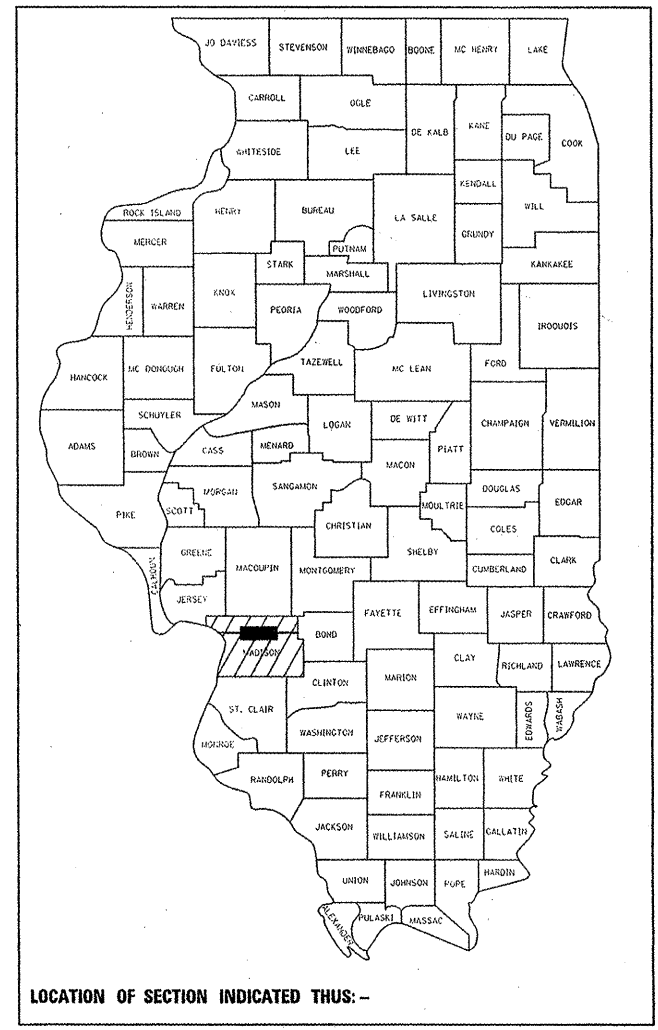 JO DAVIESS STEVENSON WINNEBAGO BOONE MC HENRY LAKE
CARROLL OGLE DE KALB KANE DU PAGE COOK
WHITESIDE LEE
KENDALL
ROCK ISLAND HENRY BUREAU LA SALLE WILL
MERCER GRUNDY
PUTNAM
STARK MARSHALL KANKAKEE
HENDERSON WARREN KNOX LIVINGSTON
PEORIA WOODFORD IROQUOIS
HANCOCK MC DONOUGH FULTON TAZEWELL MC LEAN FORD
MASON
SCHUYLER LOGAN DE WITT CHAMPAIGN VERMILION
ADAMS BROWN CASS MENARD PIATT
MACON
PIKE SCOTT MORGAN SANGAMON MOULTRIE DOUGLAS EDGAR
CHRISTIAN COLES
GREENE SHELBY
CALHOUN MACOUPIN MONTGOMERY CUMBERLAND CLARK
JERSEY FAYETTE EFFINGHAM JASPER CRAWFORD
BOND
MADISON CLAY RICHLAND LAWRENCE
CLINTON MARION
ST. CLAIR WAYNE EDWARDS WABASH
WASHINGTON JEFFERSON
MONROE
RANDOLPH PERRY HAMILTON WHITE
FRANKLIN
JACKSON WILLIAMSON SALINE GALLATIN
UNION JOHNSON POPE HARDIN
ALEXANDER PULASKI MASSAC
LOCATION OF SECTION INDICATED THUS: –